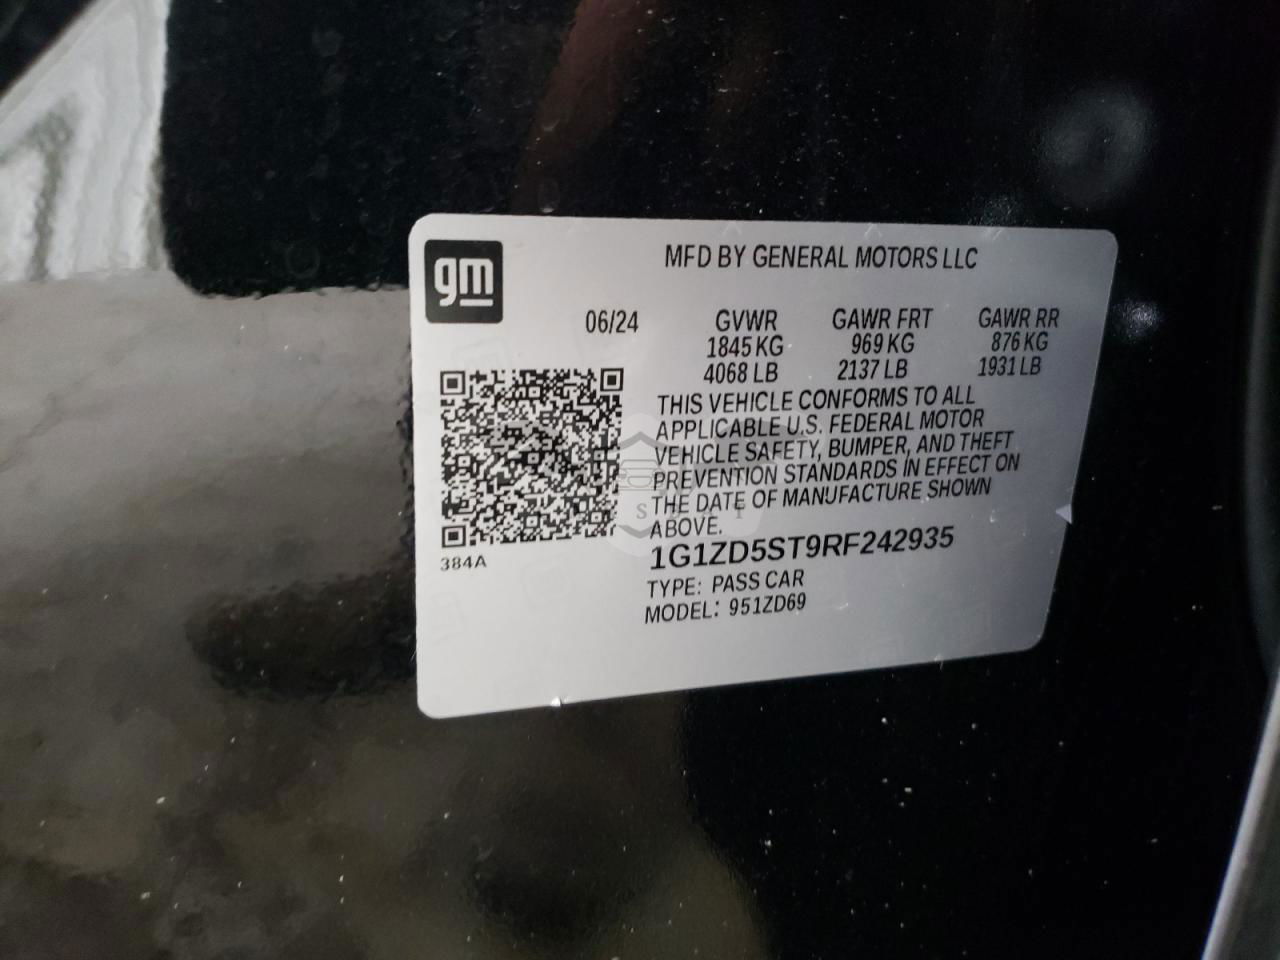 gm
MFD BY GENERAL MOTORS LLC
06/24 GVWR GAWR FRT GAWR RR
1845 KG 969 KG 876 KG
4068 LB 2137 LB 1931 LB
THIS VEHICLE CONFORMS TO ALL
APPLICABLE U.S. FEDERAL MOTOR
VEHICLE SAFETY, BUMPER, AND THEFT
PREVENTION STANDARDS IN EFFECT ON
THE DATE OF MANUFACTURE SHOWN
ABOVE.
384A
1G1ZD5ST9RF242935
TYPE: PASS CAR
MODEL: 951ZD69